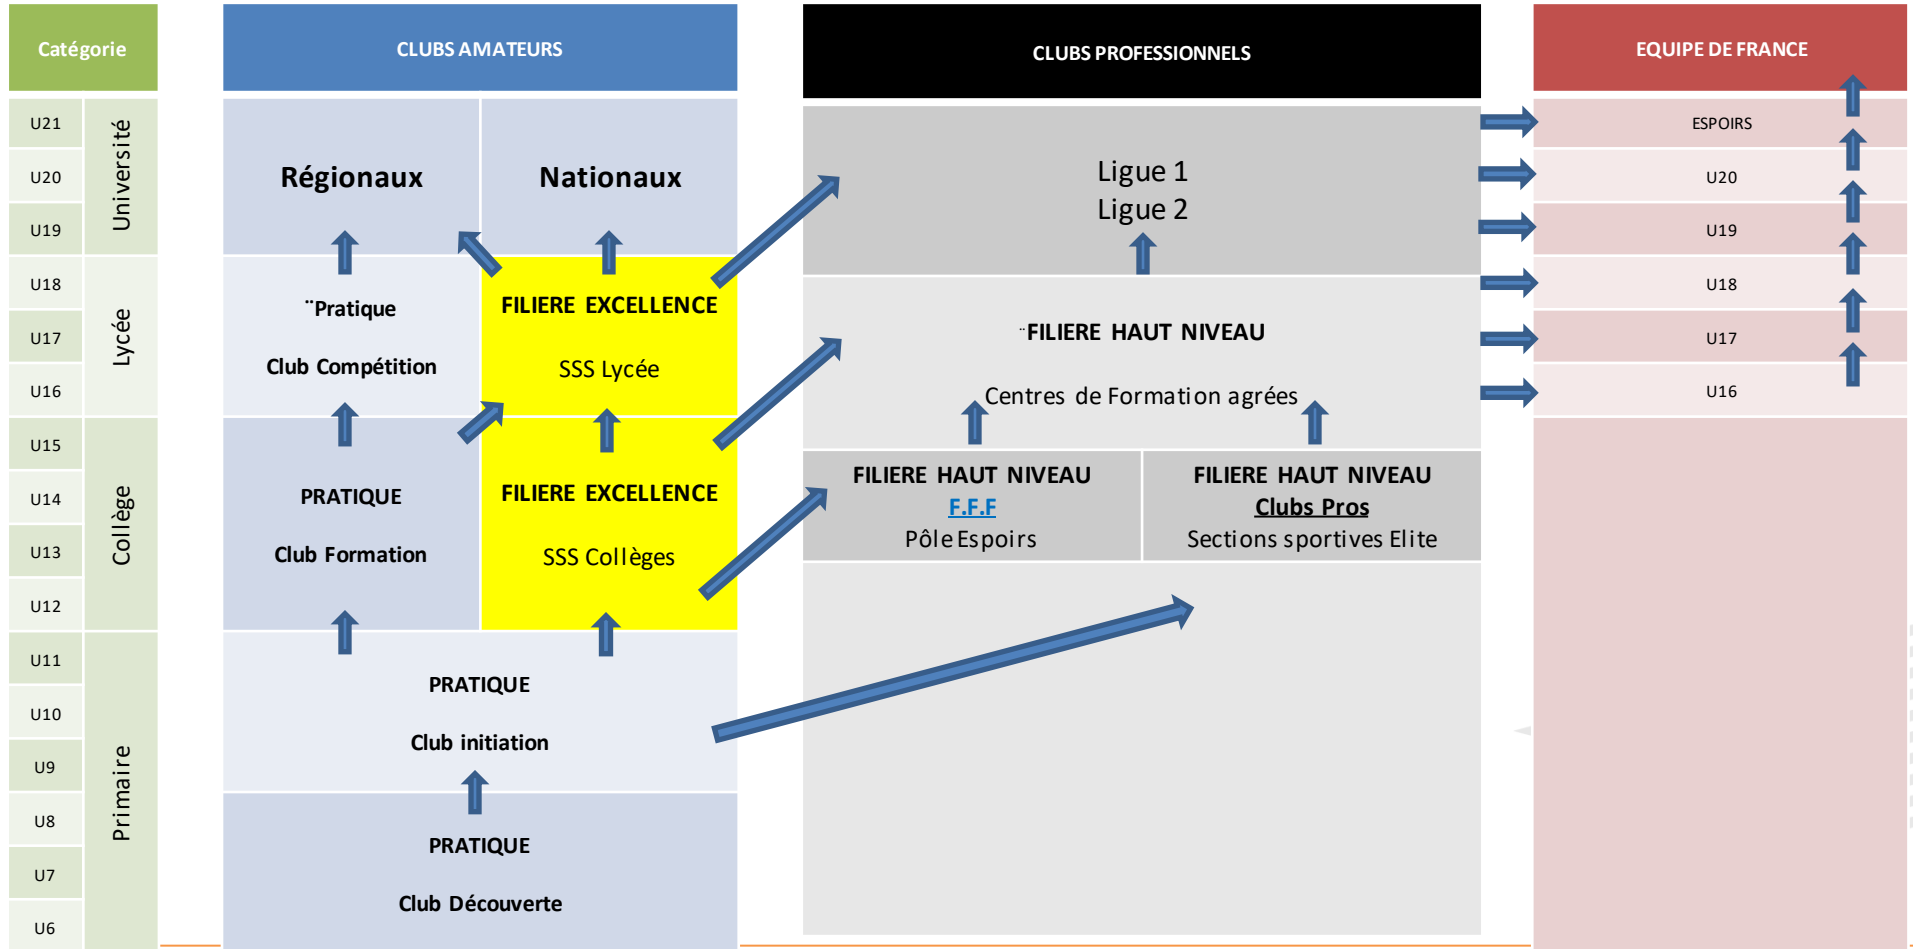 Catégorie
CLUBS AMATEURS
CLUBS PROFESSIONNELS
EQUIPE DE FRANCE
U21
U20
U19
Université
U18
U17
U16
Lycée
U15
U14
U13
U12
Collège
U11
U10
U9
U8
U7
U6
Primaire
Régionaux
Nationaux
¨Pratique
Club Compétition
FILIERE EXCELLENCE
SSS Lycée
PRATIQUE
Club Formation
FILIERE EXCELLENCE
SSS Collèges
PRATIQUE
Club initiation
PRATIQUE
Club Découverte
Ligue 1
Ligue 2
¨FILIERE HAUT NIVEAU
Centres de Formation agrées
FILIERE HAUT NIVEAU
F.F.F
Pôle Espoirs
FILIERE HAUT NIVEAU
Clubs Pros
Sections sportives Elite
ESPOIRS
U20
U19
U18
U17
U16